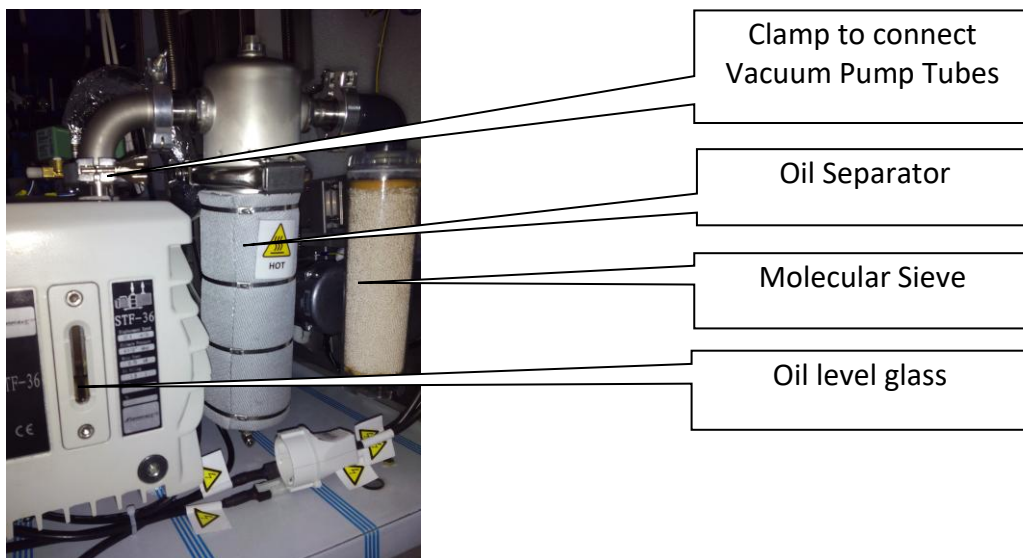 Clamp to connect
Vacuum Pump Tubes
Oil Separator
Molecular Sieve
Oil level glass
HOT
STF-36
TF-36
CE